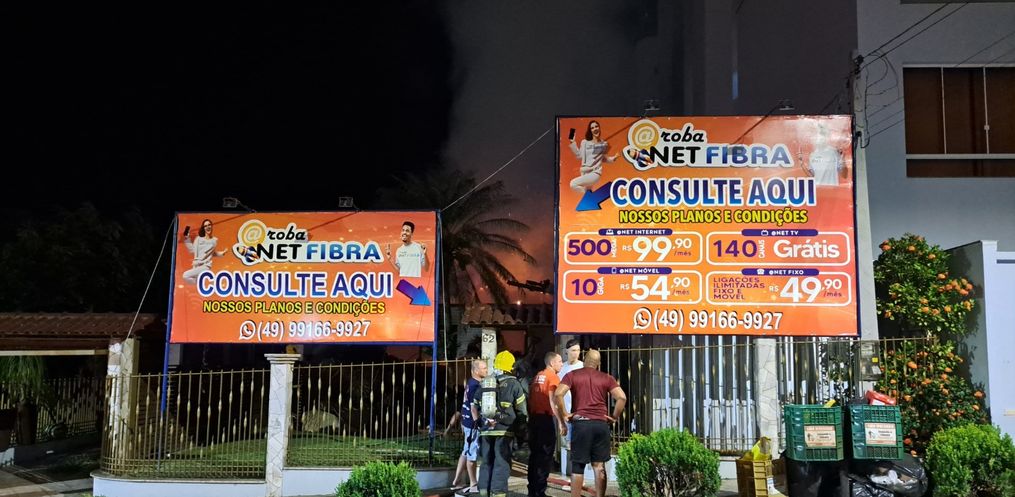 @roba
NET FIBRA
CONSULTE AQUI
NOSSOS PLANOS E CONDIÇÕES
(49) 99166-9927
@roba
NET FIBRA
CONSULTE AQUI
NOSSOS PLANOS E CONDIÇÕES
@NET INTERNET
500 MEGAS R$ 99,90 /mês
@NET TV
140 CANAIS Grátis
@NET MÓVEL
10 GIGA R$ 54,90 /mês
@NET FIXO
LIGAÇÕES
ILIMITADAS
FIXO E
MÓVEL
R$ 49,90 /mês
(49) 99166-9927
62